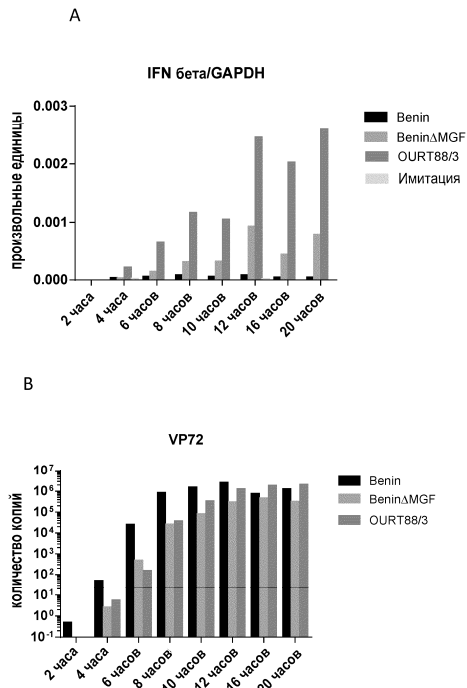 A
IFN бета/GAPDH
произвольные единицы
0.003
0.002
0.001
0.000
2 часа
4 часа
6 часов
8 часов
10 часов
12 часов
16 часов
20 часов
Benin
BeninΔMGF
OURT88/3
Имитация
B
VP72
количество копий
10⁷
10⁶
10⁵
10⁴
10³
10²
10¹
10⁰
10⁻¹
2 часа
4 часа
6 часов
8 часов
10 часов
12 часов
16 часов
20 часов
Benin
BeninΔMGF
OURT88/3